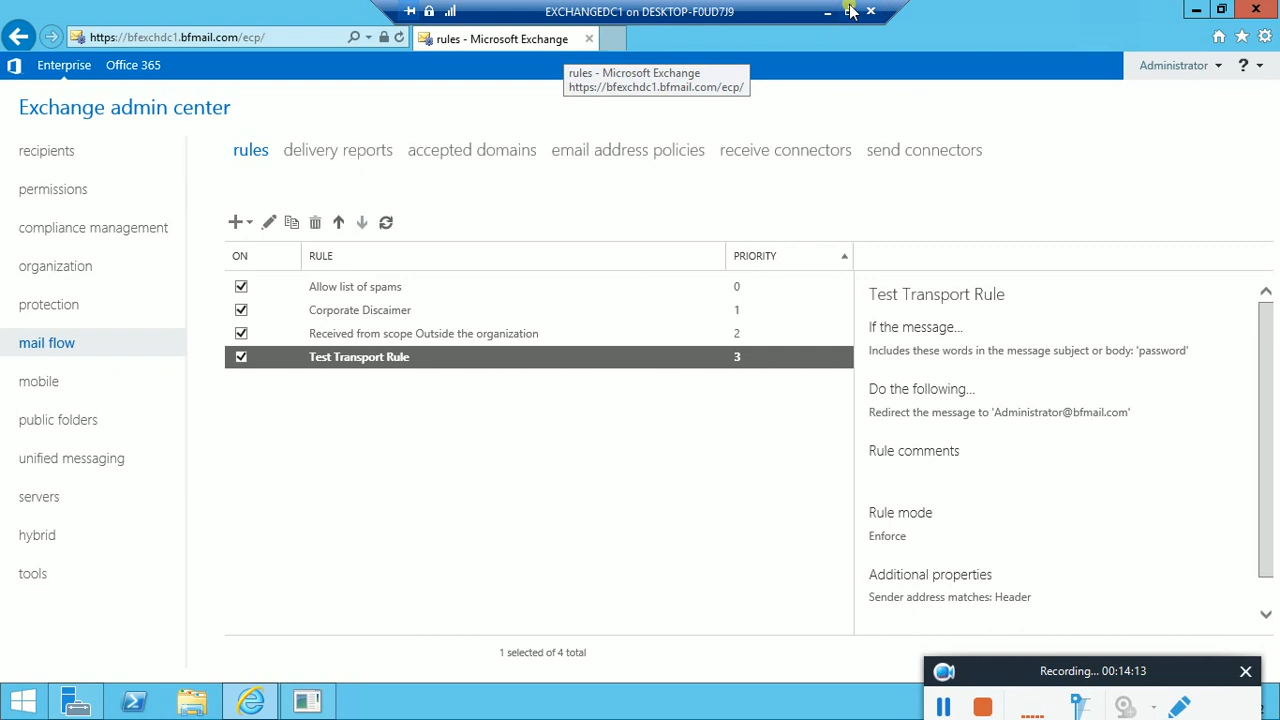 EXCHANGEDC1 on DESKTOP-F0UD7J9
https://bfexchdc1.bfmail.com/ecp/
rules - Microsoft Exchange
Enterprise Office 365
Administrator ?
rules - Microsoft Exchange
https://bfexchdc1.bfmail.com/ecp/
Exchange admin center
recipients
permissions
compliance management
organization
protection
mail flow
mobile
public folders
unified messaging
servers
hybrid
tools
rules delivery reports accepted domains email address policies receive connectors send connectors
ON RULE PRIORITY
Allow list of spams 0
Corporate Discaimer 1
Received from scope Outside the organization 2
Test Transport Rule 3
Test Transport Rule
If the message...
Includes these words in the message subject or body: 'password'
Do the following...
Redirect the message to 'Administrator@bfmail.com'
Rule comments
Rule mode
Enforce
Additional properties
Sender address matches: Header
1 selected of 4 total
Recording... 00:14:13